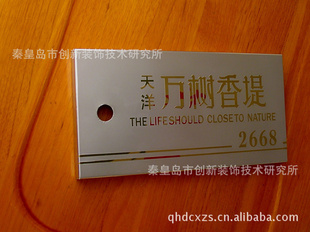 秦皇岛市创新装饰技术研究所
天洋 万树香堤
THE LIFESHOULD CLOSETO NATURE
2668
秦皇岛市创新装饰技术研究所
qhdcxzs.cn.alibaba.com